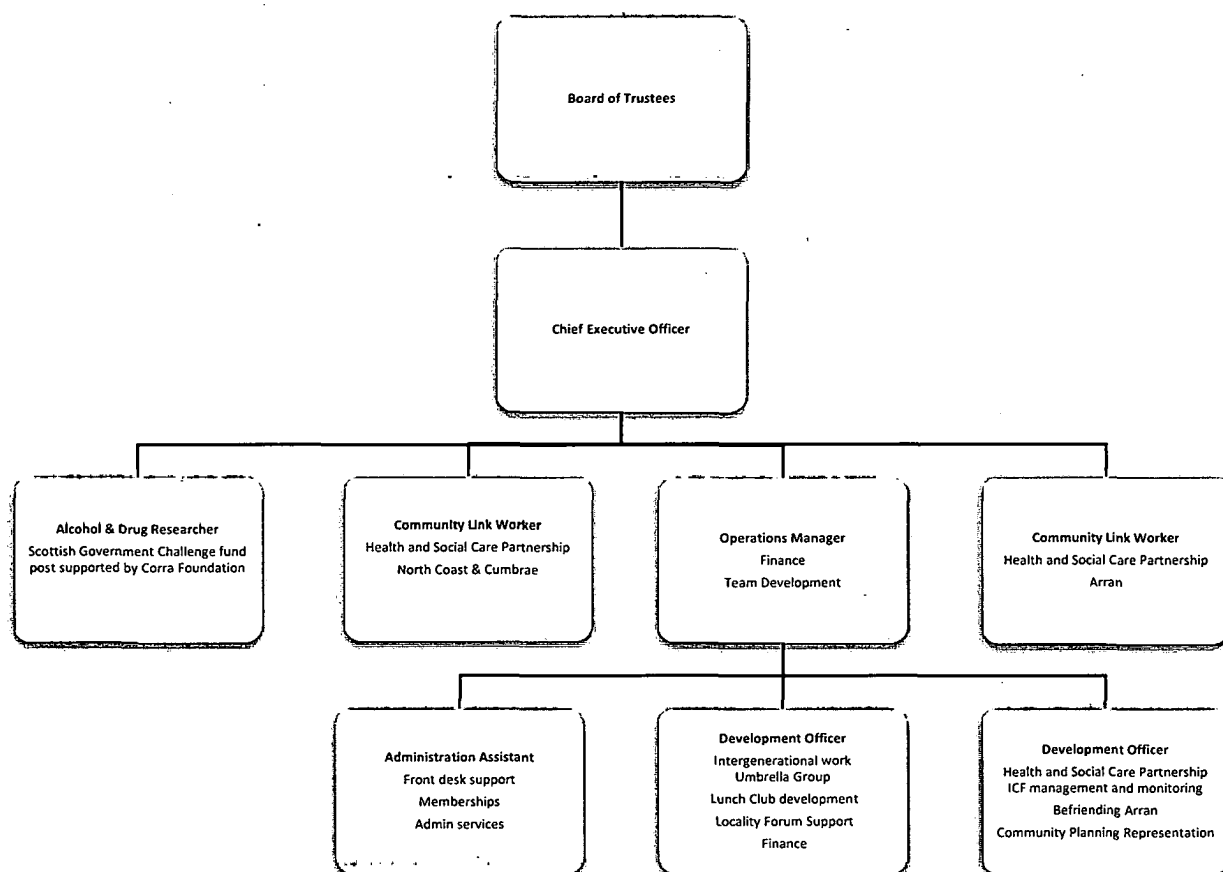 Board of Trustees
Chief Executive Officer
Alcohol & Drug Researcher
Scottish Government Challenge fund
post supported by Corra Foundation
Community Link Worker
Health and Social Care Partnership
North Coast & Cumbrae
Operations Manager
Finance
Team Development
Community Link Worker
Health and Social Care Partnership
Arran
Administration Assistant
Front desk support
Memberships
Admin services
Development Officer
Intergenerational work
Umbrella Group
Lunch Club development
Locality Forum Support
Finance
Development Officer
Health and Social Care Partnership
ICF management and monitoring
Befriending Arran
Community Planning Representation